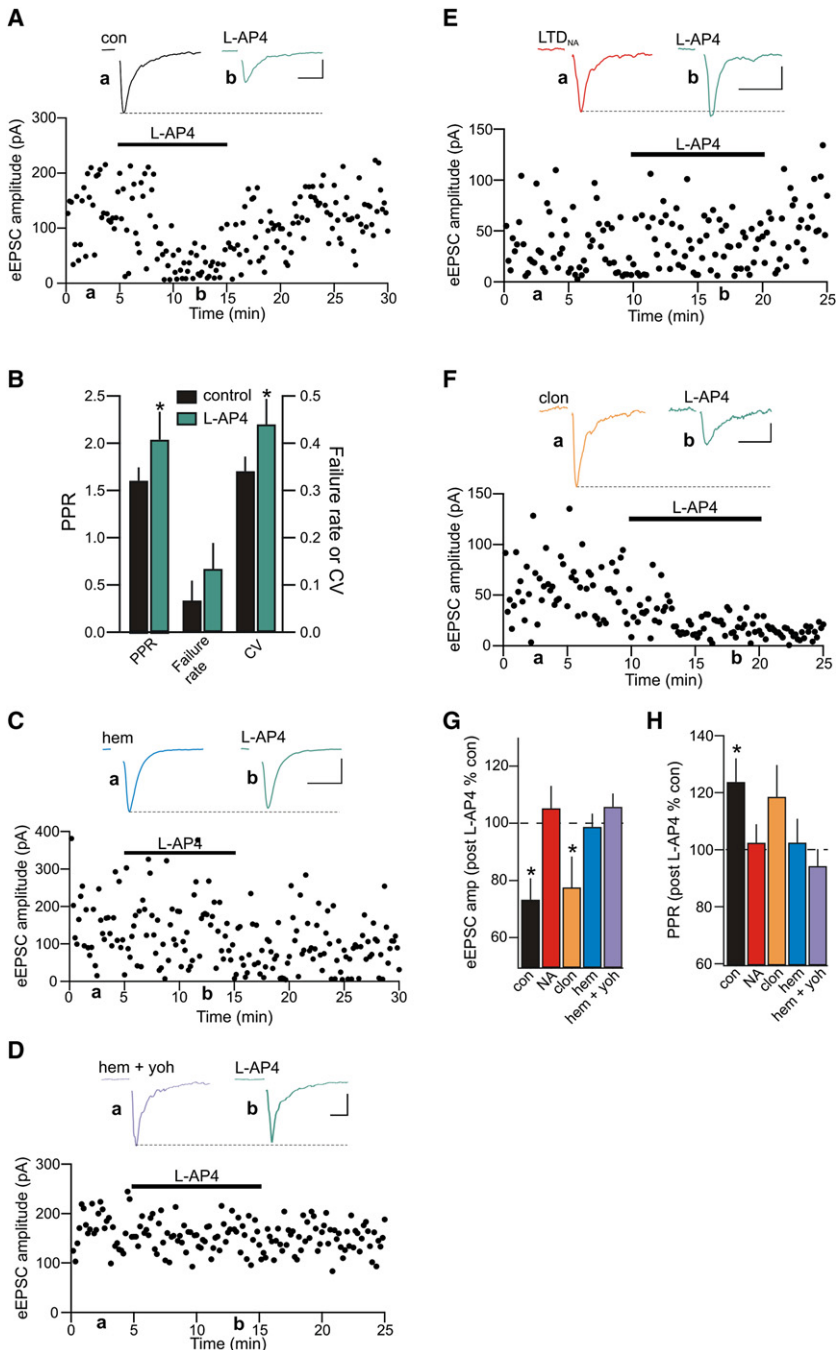 A
con
L-AP4
a
b
L-AP4
eEPSC amplitude (pA)
300
200
100
0
0 5 10 15 20 25 30
a
b
Time (min)
B
control
L-AP4
*
*
PPR
2.5
2.0
1.5
1.0
0.5
0.0
Failure rate or CV
0.5
0.4
0.3
0.2
0.1
0.0
PPR
Failure rate
CV
C
hem
L-AP4
a
b
L-AP4
eEPSC amplitude (pA)
400
300
200
100
0
0 5 10 15 20 25 30
a
b
Time (min)
D
hem + yoh
L-AP4
a
b
L-AP4
eEPSC amplitude (pA)
300
200
100
0
0 5 10 15 20 25
a
b
Time (min)
E
LTDNA
L-AP4
a
b
L-AP4
eEPSC amplitude (pA)
150
100
50
0
0 5 10 15 20 25
a
b
Time (min)
F
clon
L-AP4
a
b
L-AP4
eEPSC amplitude (pA)
150
100
50
0
0 5 10 15 20 25
a
b
Time (min)
G
eEPSC amp (post L-AP4 % con)
120
100
80
60
*
*
con
NA
clon
hem
hem + yoh
H
PPR (post L-AP4 % con)
140
120
100
80
60
*
con
NA
clon
hem
hem + yoh